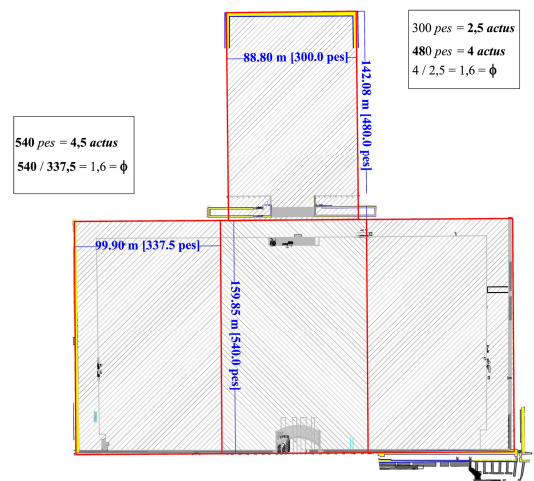 300 pes = 2,5 actus
480 pes = 4 actus
4 / 2,5 = 1,6 = ϕ
88.80 m [300.0 pes]
142.08 m [480.0 pes]
540 pes = 4,5 actus
540 / 337,5 = 1,6 = ϕ
99.90 m [337.5 pes]
159.85 m [540.0 pes]